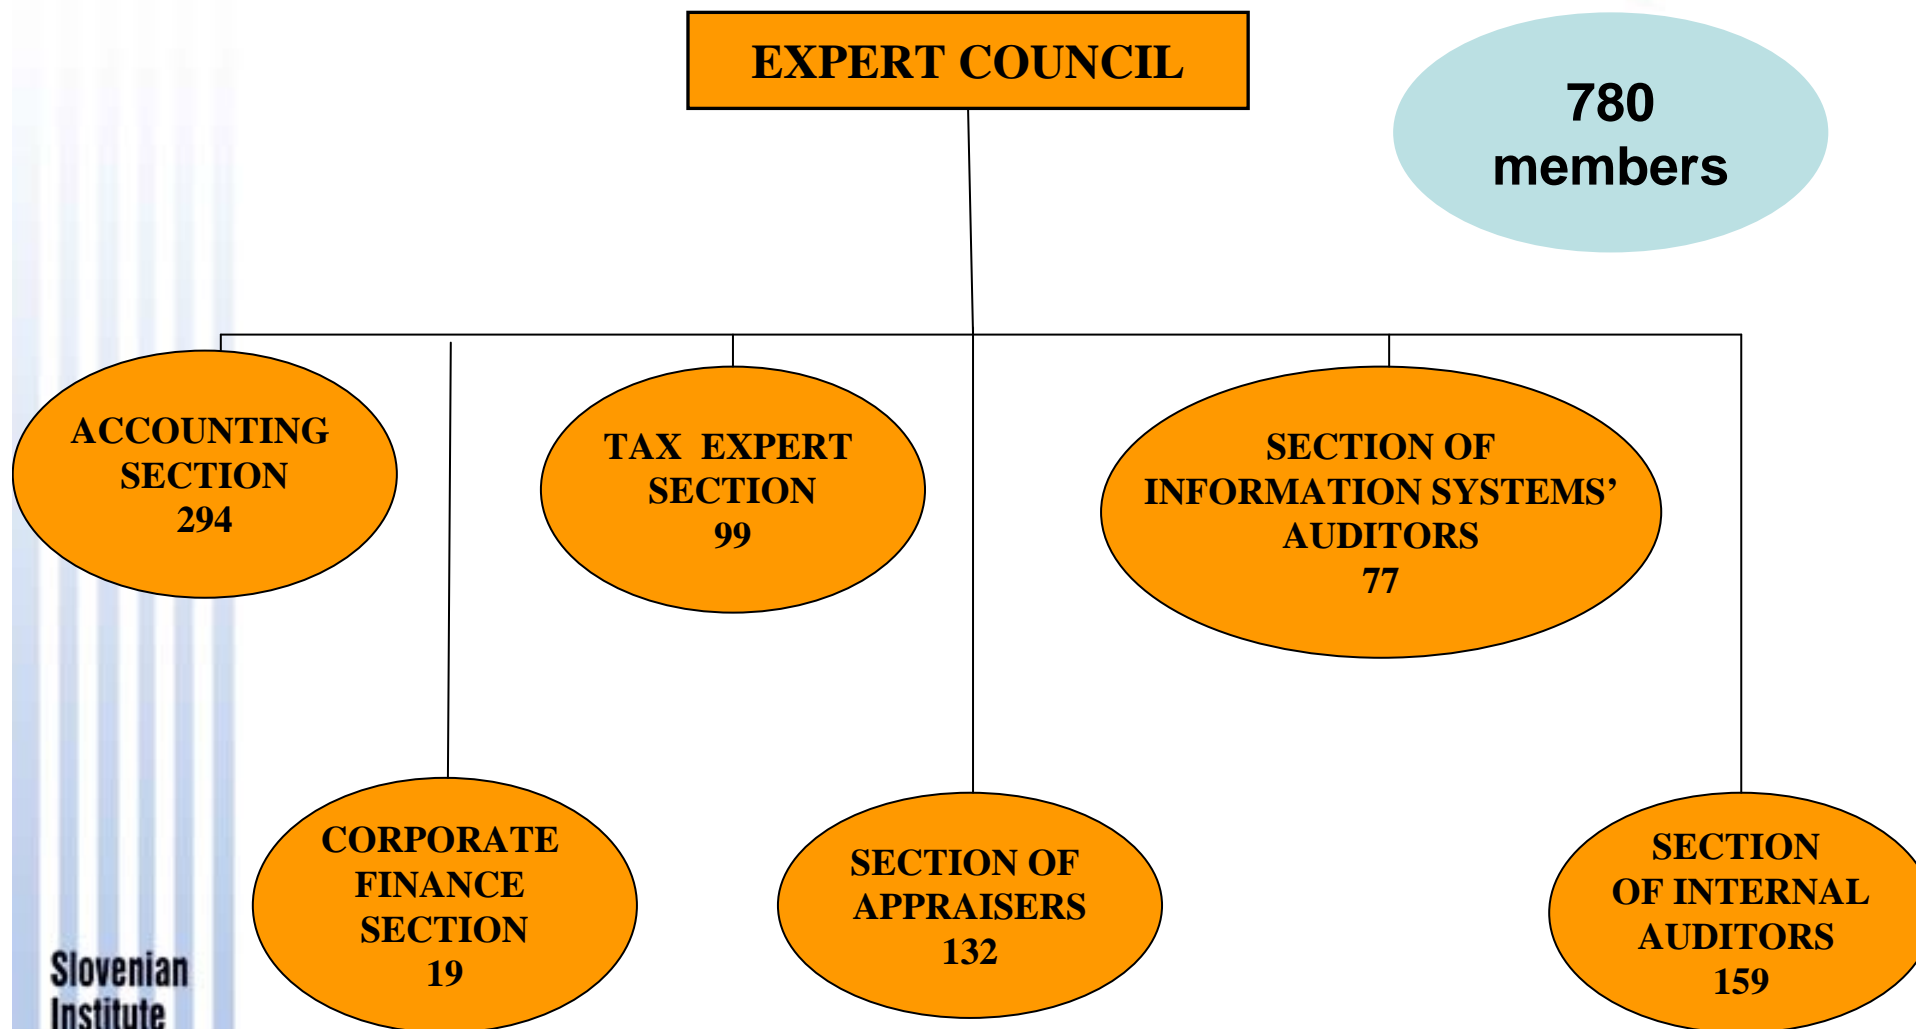 EXPERT COUNCIL
780
members
ACCOUNTING
SECTION
294
TAX EXPERT
SECTION
99
SECTION OF
INFORMATION SYSTEMS’
AUDITORS
77
CORPORATE
FINANCE
SECTION
19
SECTION OF
APPRAISERS
132
SECTION
OF INTERNAL
AUDITORS
159
Slovenian
Institute